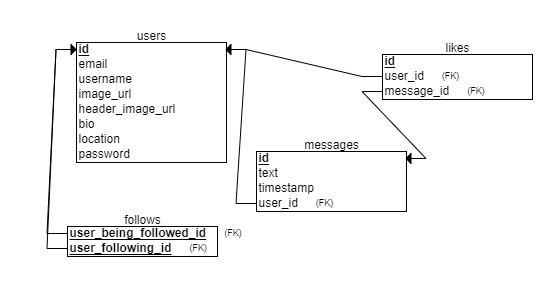 users
id
email
username
image_url
header_image_url
bio
location
password
likes
id
user_id (FK)
message_id (FK)
messages
id
text
timestamp
user_id (FK)
follows
user_being_followed_id (FK)
user_following_id (FK)